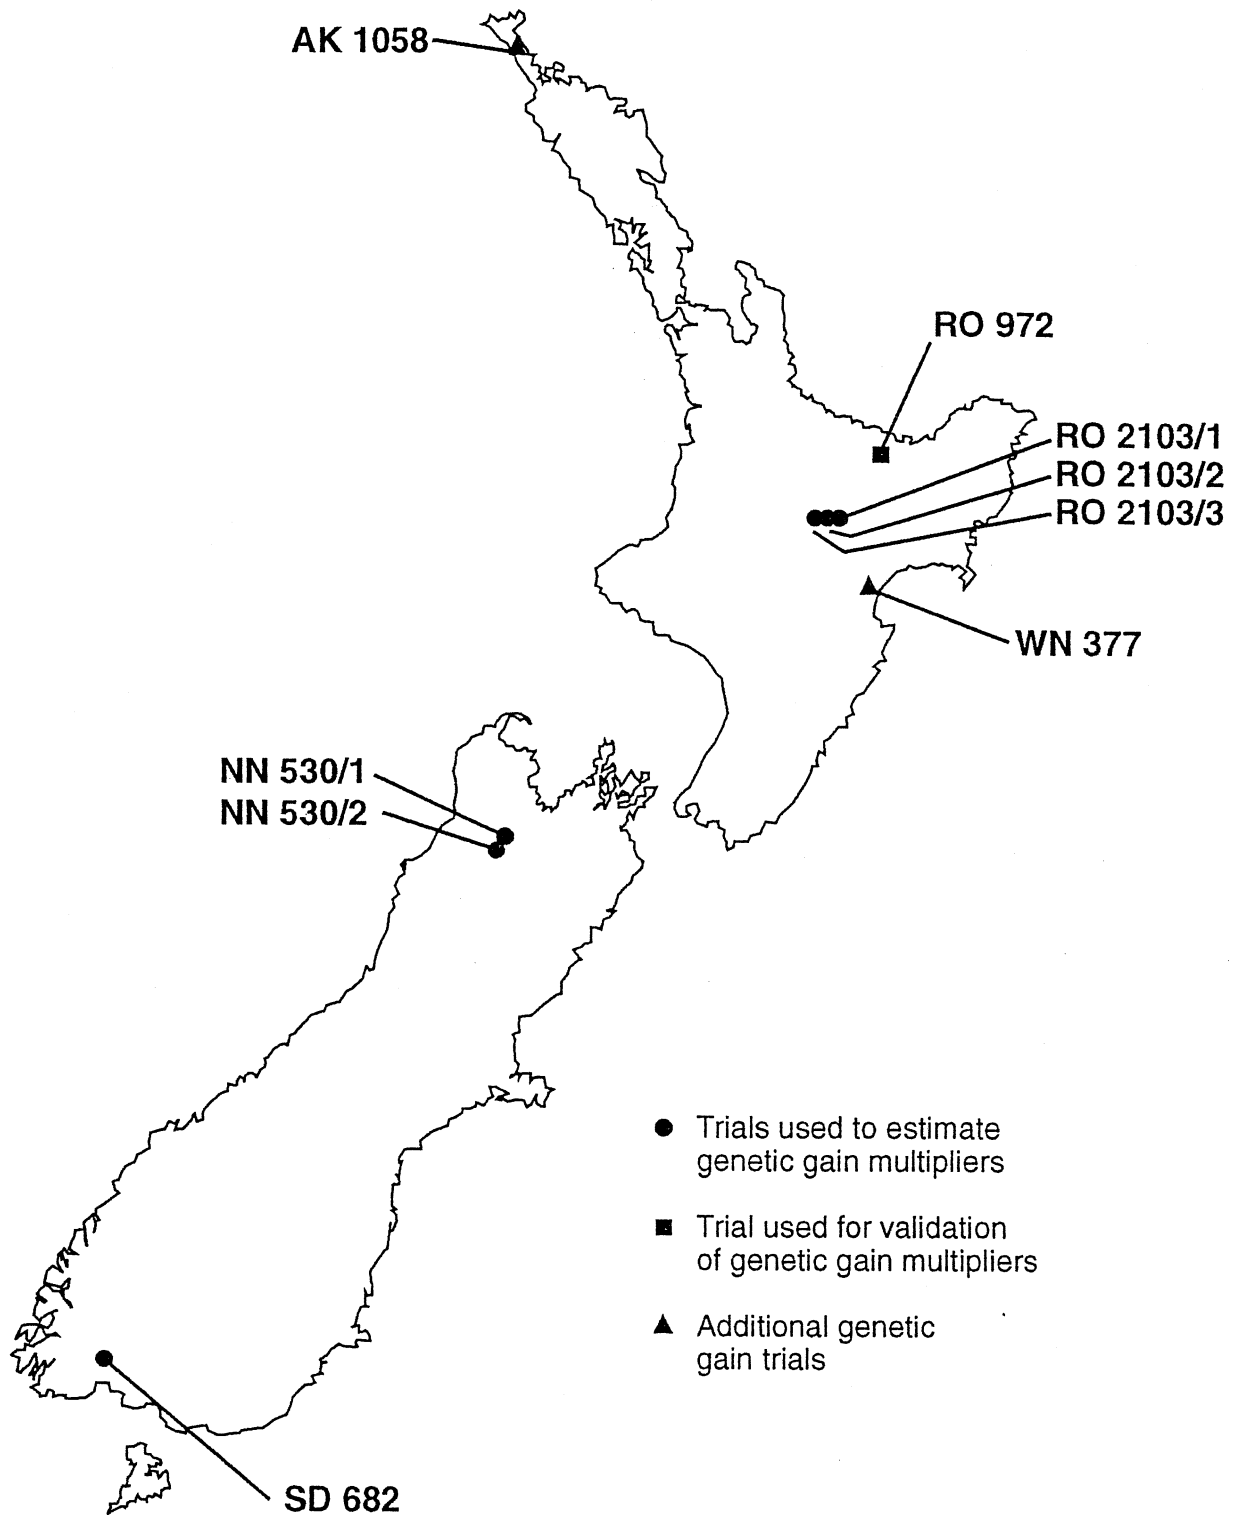 AK 1058
RO 972
RO 2103/1
RO 2103/2
RO 2103/3
WN 377
NN 530/1
NN 530/2
Trials used to estimate
genetic gain multipliers
Trial used for validation
of genetic gain multipliers
Additional genetic
gain trials
SD 682